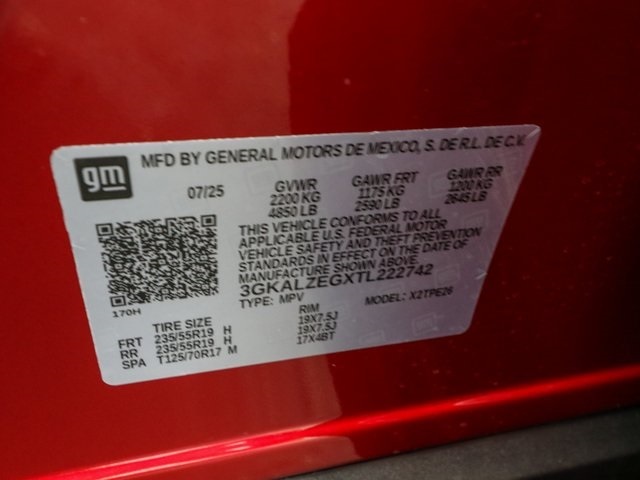 gm
MFD BY GENERAL MOTORS DE MEXICO, S. DE R.L. DE C.V.
07/25 GVWR GAWR FRT GAWR RR
2200 KG 1175 KG 1200 KG
4850 LB 2590 LB 2645 LB
THIS VEHICLE CONFORMS TO ALL
APPLICABLE U.S. FEDERAL MOTOR
VEHICLE SAFETY AND THEFT PREVENTION
STANDARDS IN EFFECT ON THE DATE OF
MANUFACTURE SHOWN ABOVE.
3GKALZEGXTL222742
TYPE: MPV MODEL: X2TPE26
170H
TIRE SIZE RIM
FRT 235/55R19 H 19X7.5J
RR 235/55R19 H 19X7.5J
SPA T125/70R17 M 17X4BT